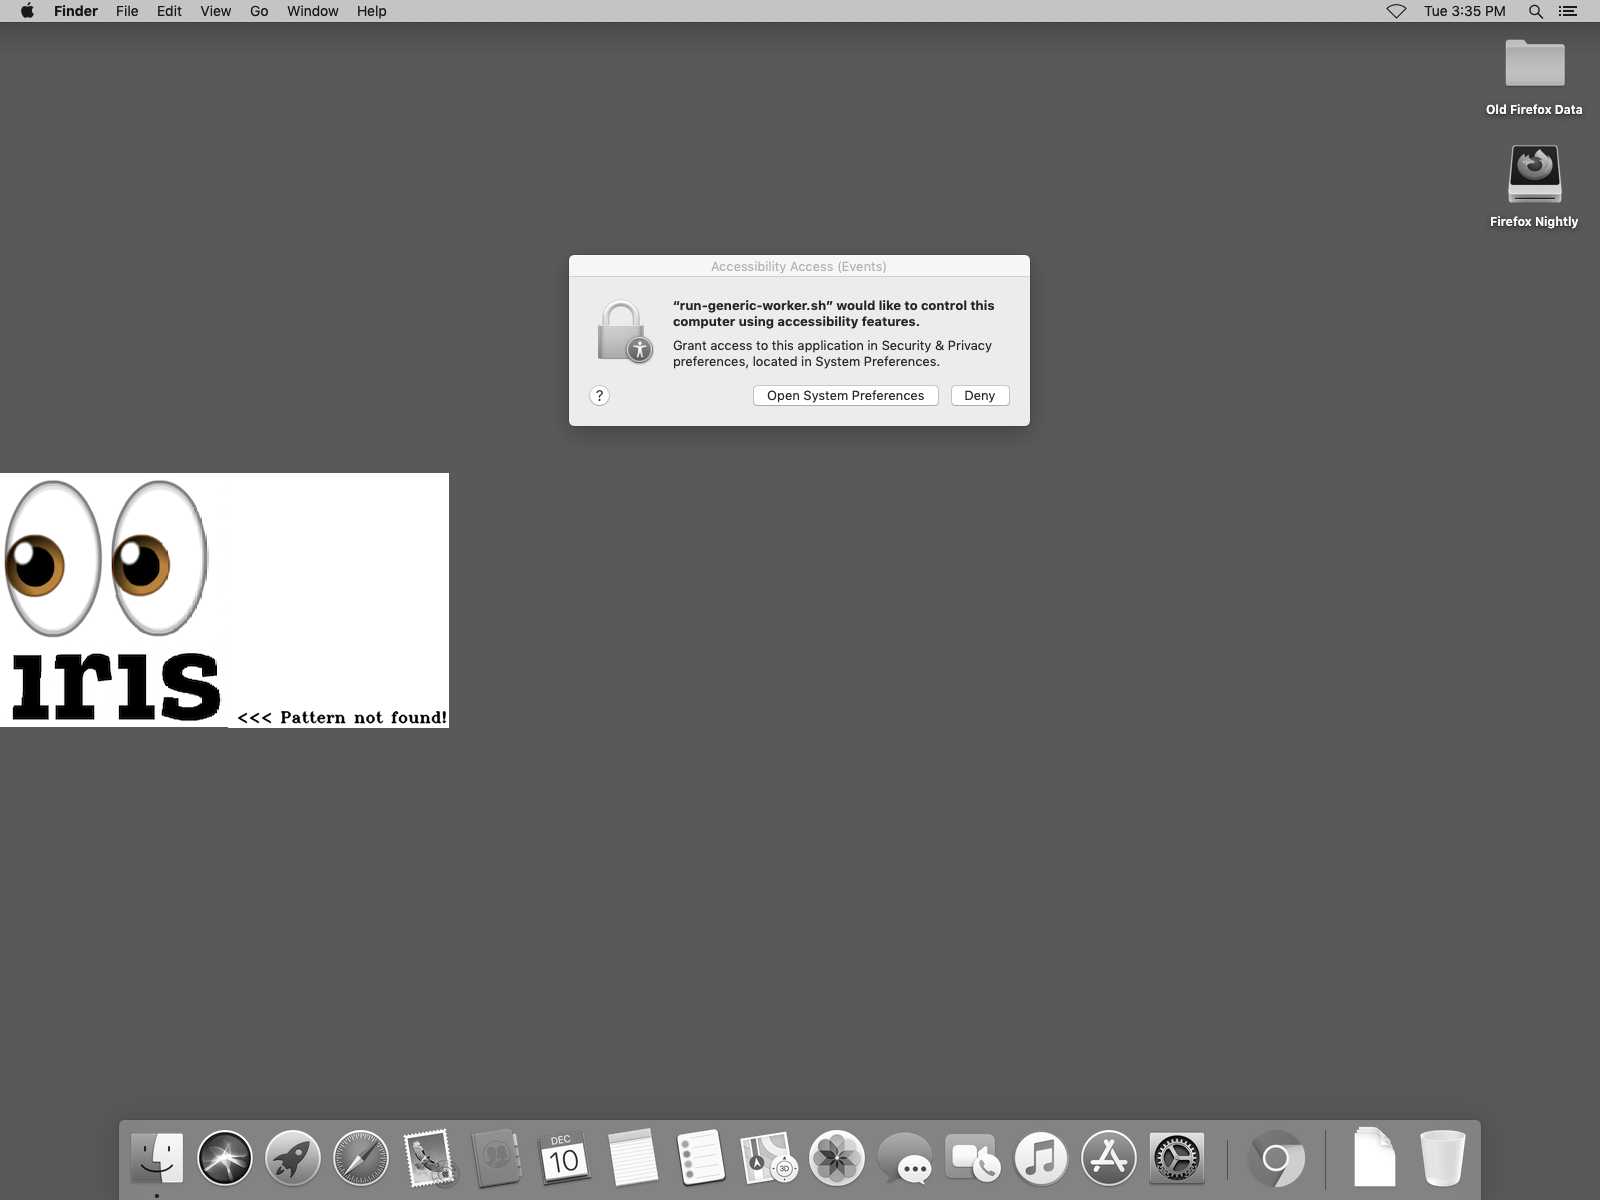 Finder File Edit View Go Window Help Tue 3:35 PM
Old Firefox Data
Firefox Nightly
Accessibility Access (Events)
“run-generic-worker.sh” would like to control this
computer using accessibility features.
Grant access to this application in Security & Privacy
preferences, located in System Preferences.
? Open System Preferences Deny
iris
<<< Pattern not found!
DEC
10
3D